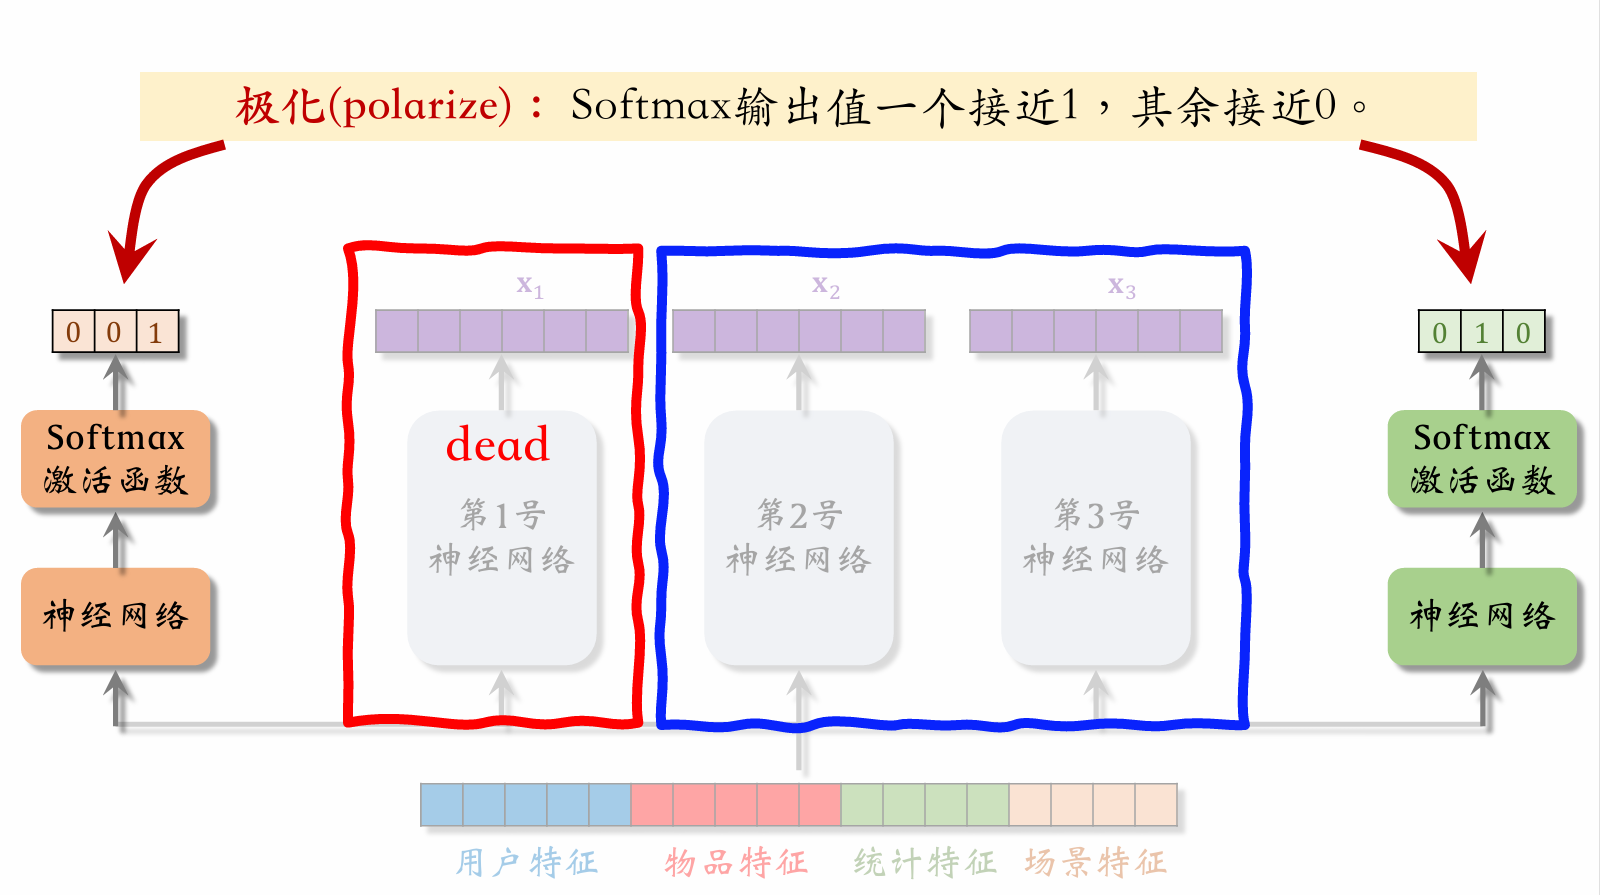 极化(polarize)：Softmax输出值一个接近1，其余接近0。
x1
x2
x3
0 0 1
0 1 0
Softmax
激活函数
dead
Softmax
激活函数
第1号
神经网络
第2号
神经网络
第3号
神经网络
神经网络
神经网络
用户特征
物品特征
统计特征
场景特征